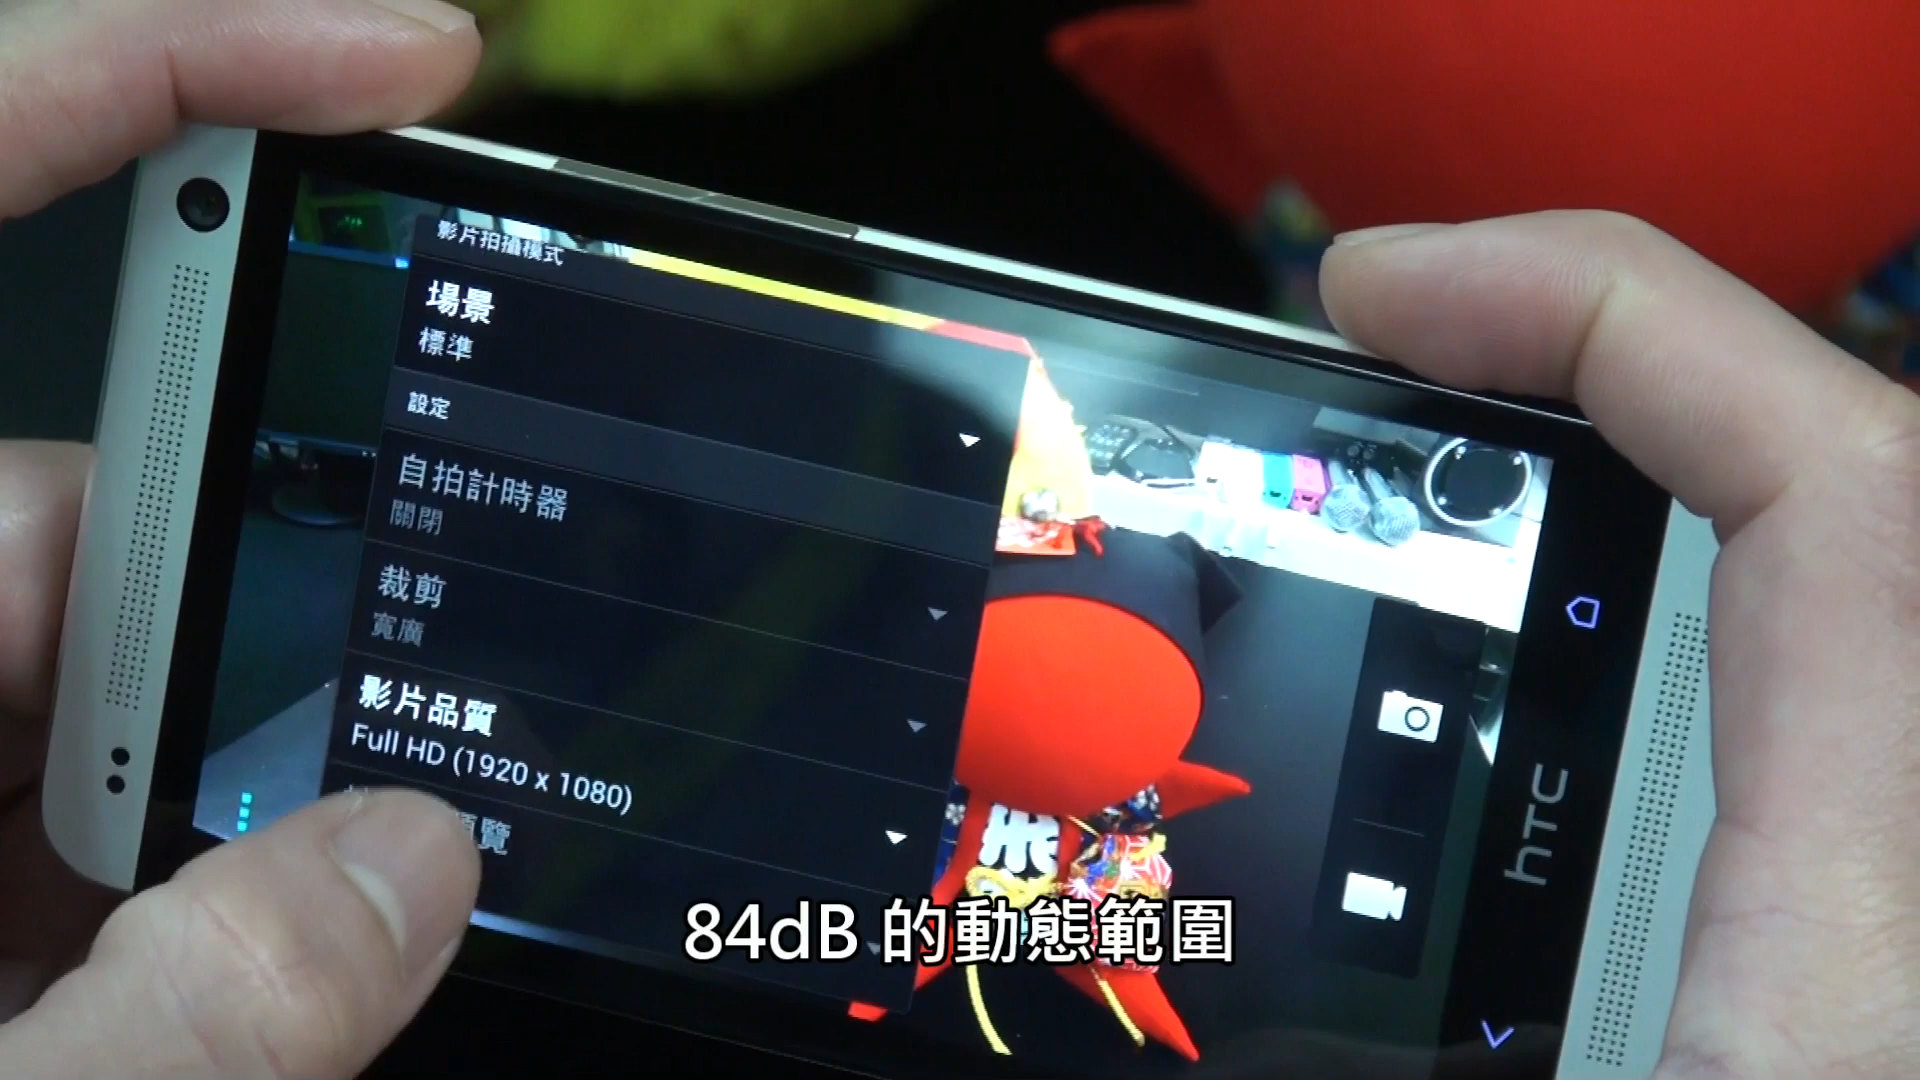 影片拍攝模式
場景
標準
設定
自拍計時器
關閉
裁剪
寬廣
影片品質
Full HD (1920 x 1080)
預覽
hTC
84dB 的動態範圍